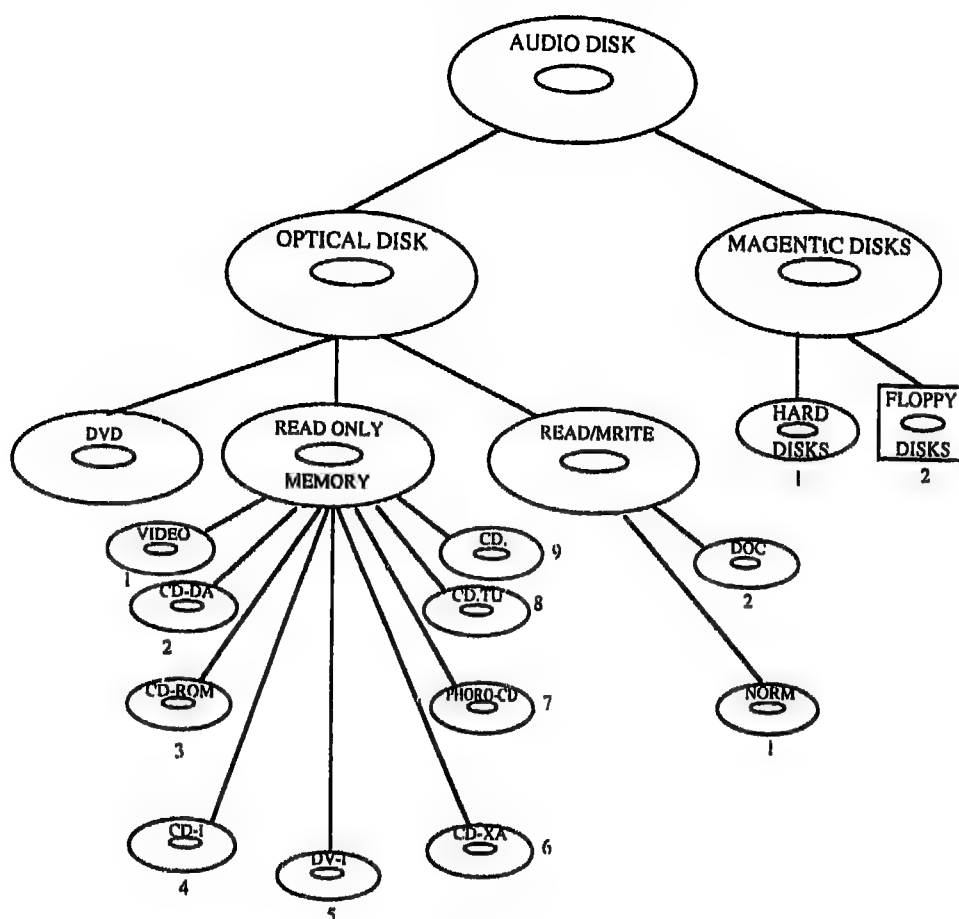 AUDIO DISK
OPTICAL DISK
MAGENTIC DISKS
DVD
READ ONLY
MEMORY
READ/MRITE
HARD
DISKS
1
FLOPPY
DISKS
2
VIDEO
1
CD-DA
2
CD-ROM
3
CD-I
4
DV-I
5
CD-XA
6
PHORO-CD
7
CD.TU
8
CD.
9
DOC
2
NORM
1